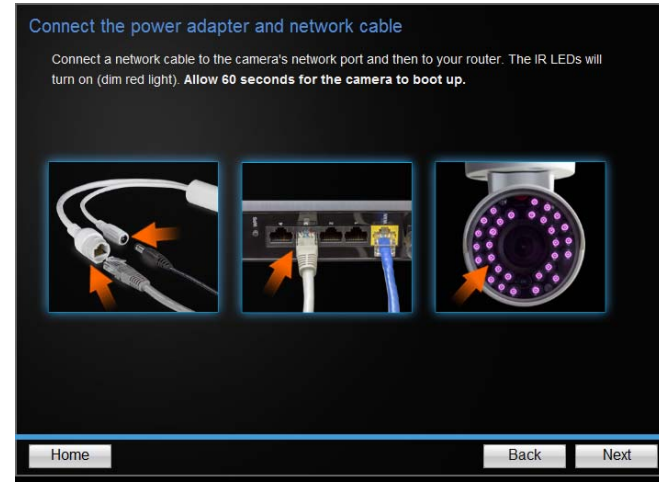 Connect the power adapter and network cable
Connect a network cable to the camera's network port and then to your router. The IR LEDs will
turn on (dim red light). Allow 60 seconds for the camera to boot up.
Home
Back
Next